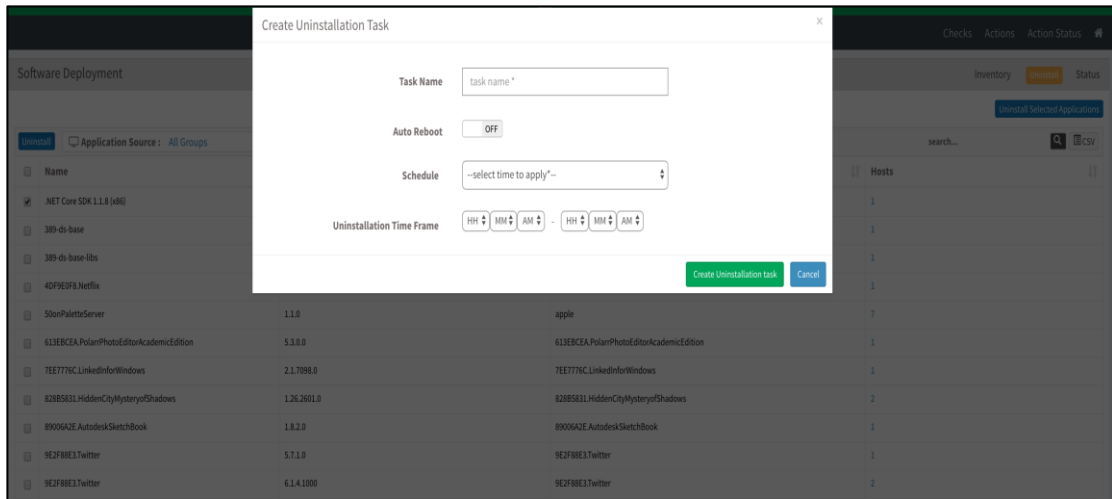 Create Uninstallation Task
x
Checks Actions Action Status
Software Deployment
Inventory Uninstall Status
Task Name task name *
Uninstall Selected Applications
Auto Reboot OFF
Uninstall Application Source : All Groups
search...
CSV
Schedule --select time to apply*--
Name
Hosts
.NET Core SDK 1.1.8 (x86)
1
Uninstallation Time Frame HH MM AM - HH MM AM
389-ds-base
1
389-ds-base-libs
1
Create Uninstallation task Cancel
4DF9E0F8.Netflix
1
50onPaletteServer 1.1.0 apple 7
613EBCEA.PolarrPhotoEditorAcademicEdition 5.3.0.0 613EBCEA.PolarrPhotoEditorAcademicEdition 1
7EE7776C.LinkedInforWindows 2.1.7098.0 7EE7776C.LinkedInforWindows 1
828B5831.HiddenCityMysteryofShadows 1.26.2601.0 828B5831.HiddenCityMysteryofShadows 2
89006A2E.AutodeskSketchBook 1.8.2.0 89006A2E.AutodeskSketchBook 1
9E2F88E3.Twitter 5.7.1.0 9E2F88E3.Twitter 1
9E2F88E3.Twitter 6.1.4.1000 9E2F88E3.Twitter 2